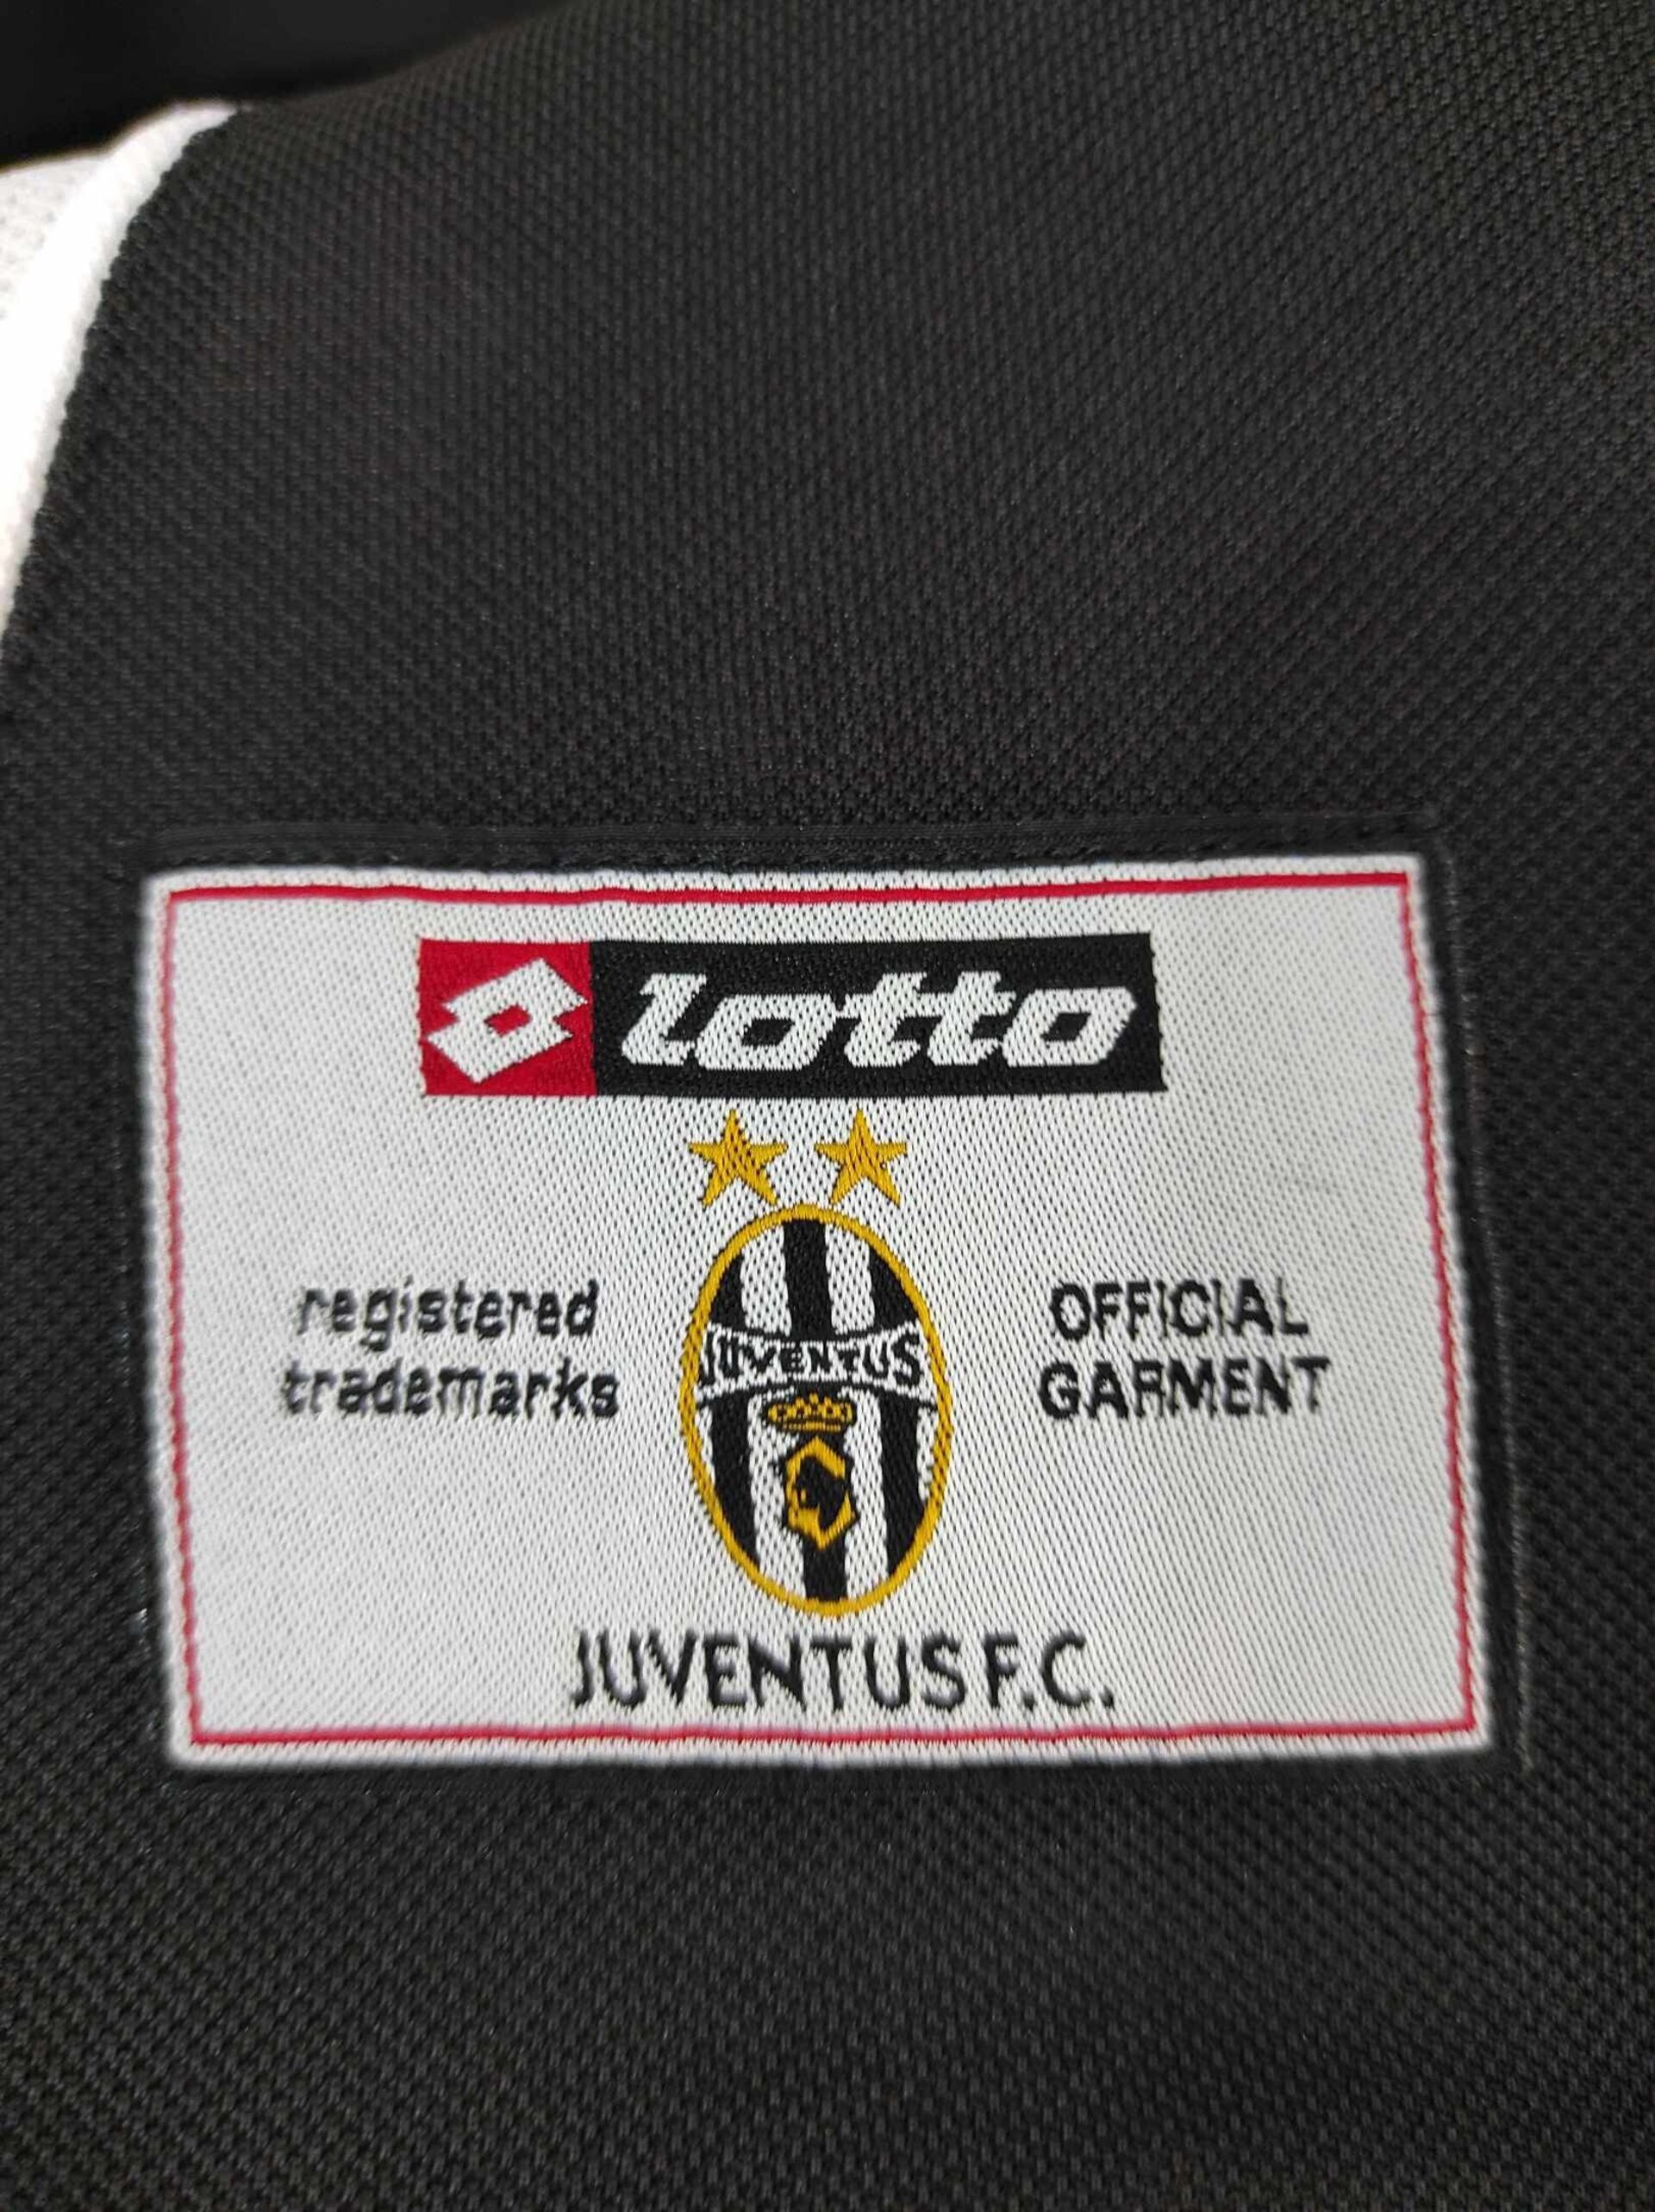 lotto
JUVENTUS
registered
trademarks
OFFICIAL
GARMENT
JUVENTUS F.C.